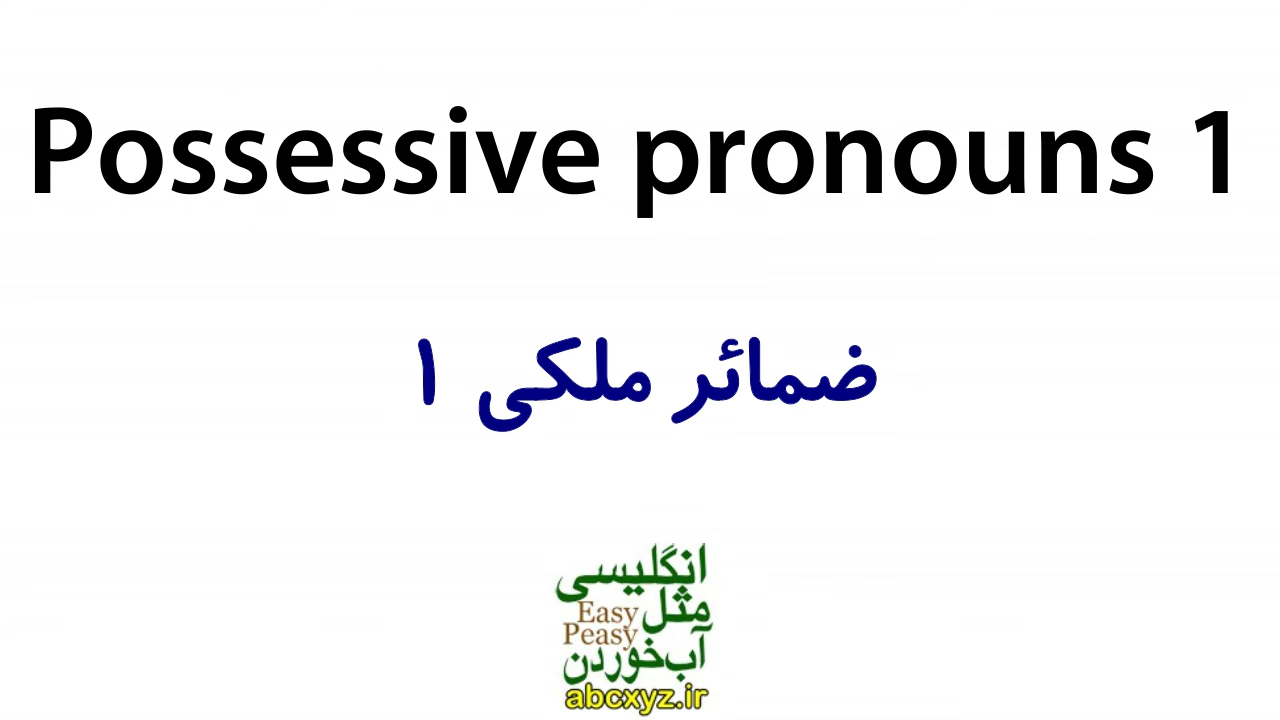 Possessive pronouns 1
ضمائر ملکی ۱
انگلیسی
مثل
Easy
Peasy
آب‌خوردن
abcxyz.ir